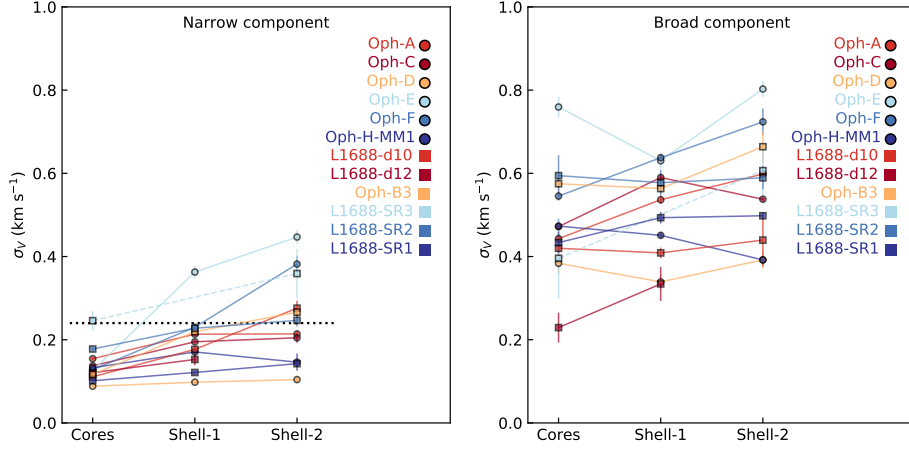 Narrow component
1.0
0.8
0.6
0.4
0.2
0.0
σV (km s⁻¹)
Oph-A
Oph-C
Oph-D
Oph-E
Oph-F
Oph-H-MM1
L1688-d10
L1688-d12
Oph-B3
L1688-SR3
L1688-SR2
L1688-SR1
Cores Shell-1 Shell-2
Broad component
1.0
0.8
0.6
0.4
0.2
0.0
σV (km s⁻¹)
Oph-A
Oph-C
Oph-D
Oph-E
Oph-F
Oph-H-MM1
L1688-d10
L1688-d12
Oph-B3
L1688-SR3
L1688-SR2
L1688-SR1
Cores Shell-1 Shell-2